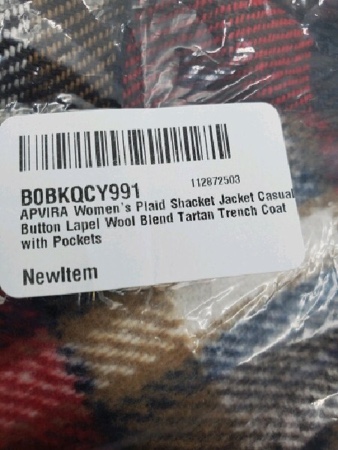 B0BKQCY991 112872503
APVIRA Women's Plaid Shacket Jacket Casual
Button Lapel Wool Blend Tartan Trench Coat
with Pockets
NewItem